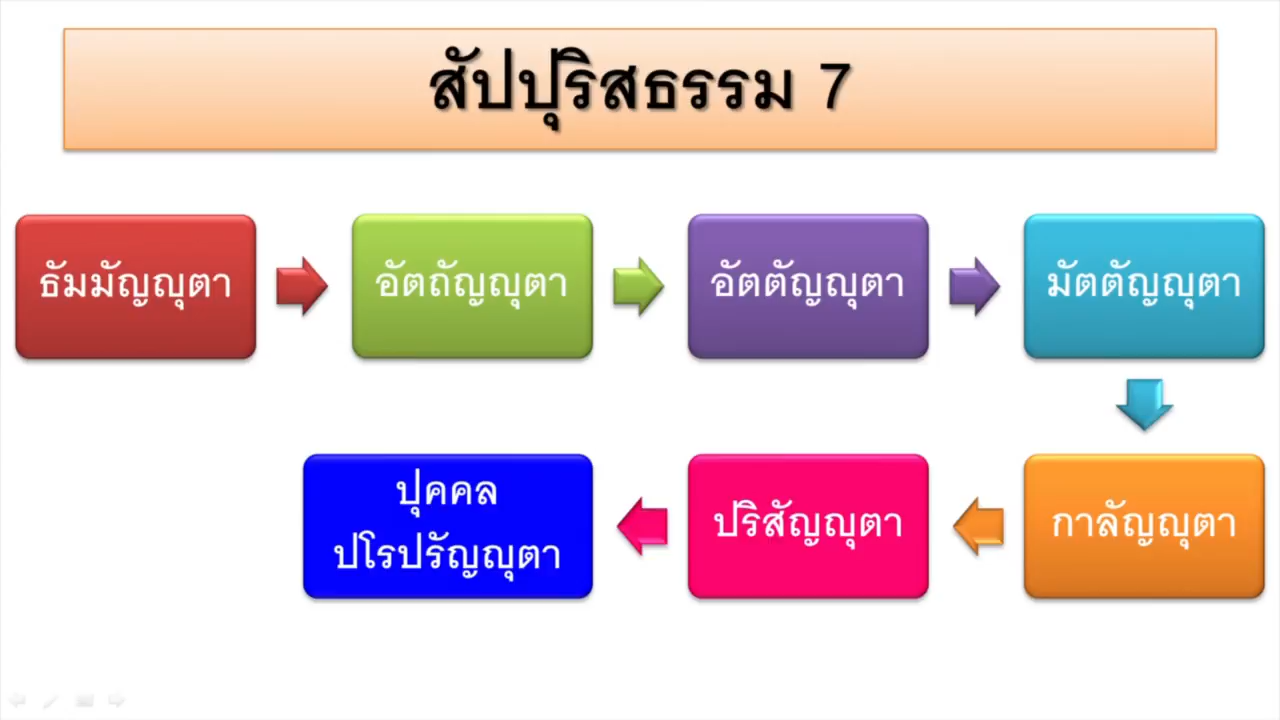 สัปปุริสธรรม 7
ธัมมัญญุตา
อัตถัญญุตา
อัตตัญญุตา
มัตตัญญุตา
กาลัญญุตา
ปริสัญญุตา
ปุคคล
ปโรปรัญญุตา